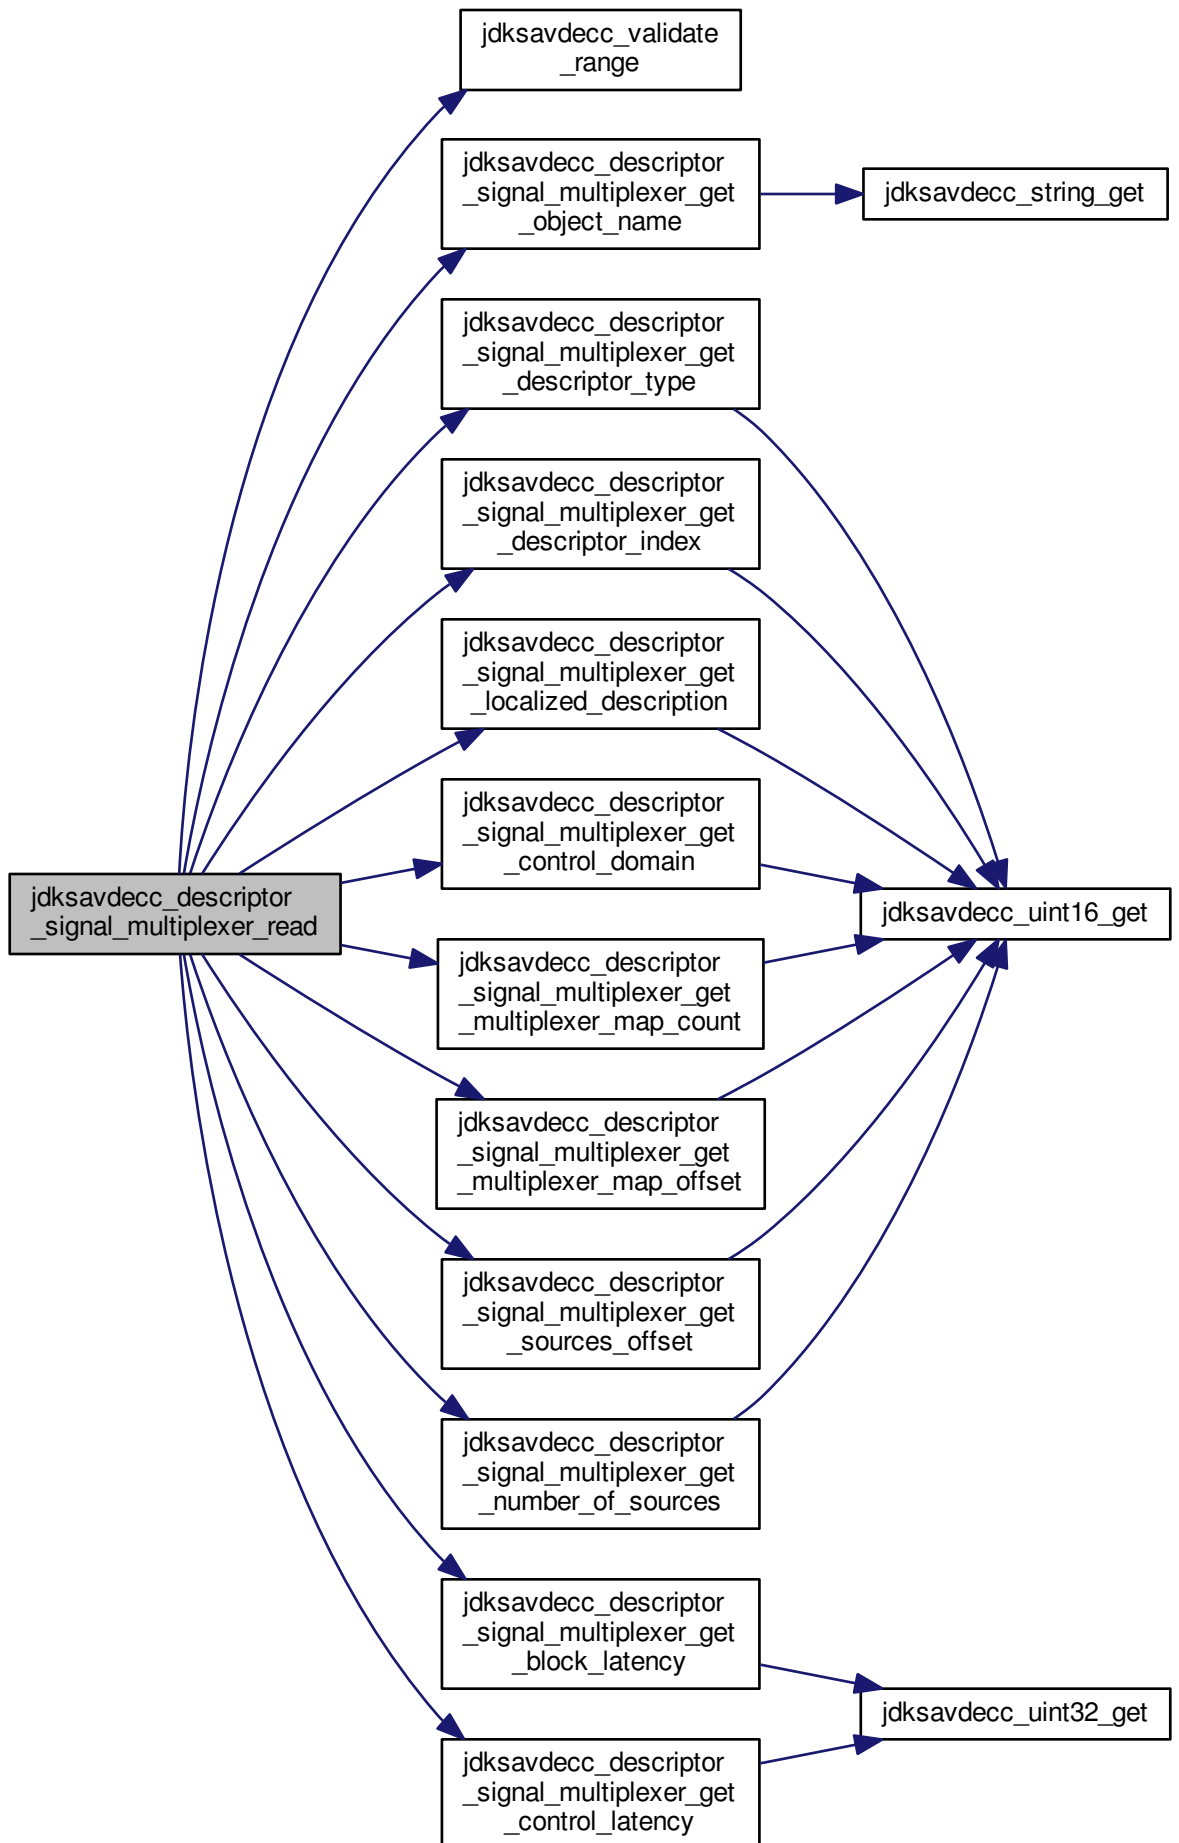 jdksavdecc_validate
_range
jdksavdecc_descriptor
_signal_multiplexer_get
_object_name
jdksavdecc_string_get
jdksavdecc_descriptor
_signal_multiplexer_get
_descriptor_type
jdksavdecc_descriptor
_signal_multiplexer_get
_descriptor_index
jdksavdecc_descriptor
_signal_multiplexer_get
_localized_description
jdksavdecc_descriptor
_signal_multiplexer_get
_control_domain
jdksavdecc_descriptor
_signal_multiplexer_read
jdksavdecc_uint16_get
jdksavdecc_descriptor
_signal_multiplexer_get
_multiplexer_map_count
jdksavdecc_descriptor
_signal_multiplexer_get
_multiplexer_map_offset
jdksavdecc_descriptor
_signal_multiplexer_get
_sources_offset
jdksavdecc_descriptor
_signal_multiplexer_get
_number_of_sources
jdksavdecc_descriptor
_signal_multiplexer_get
_block_latency
jdksavdecc_uint32_get
jdksavdecc_descriptor
_signal_multiplexer_get
_control_latency